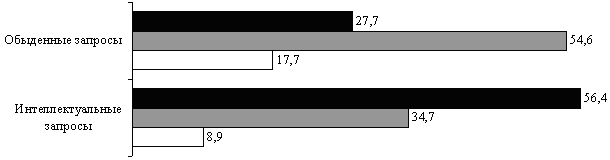 27,7
Обыденные запросы
54,6
17,7
56,4
Интеллектуальные
запросы
34,7
8,9